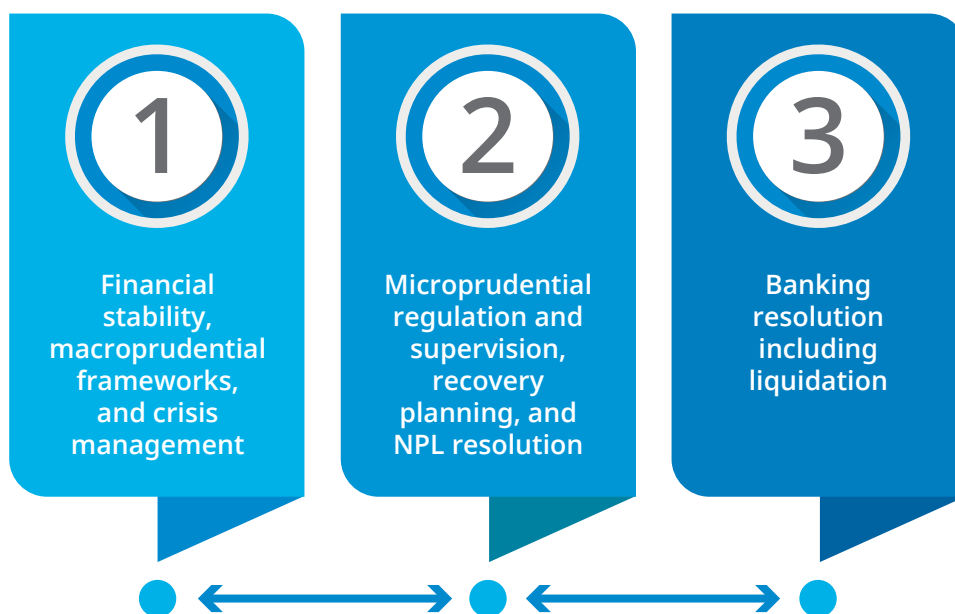 1
Financial
stability,
macroprudential
frameworks,
and crisis
management
2
Microprudential
regulation and
supervision,
recovery
planning, and
NPL resolution
3
Banking
resolution
including
liquidation